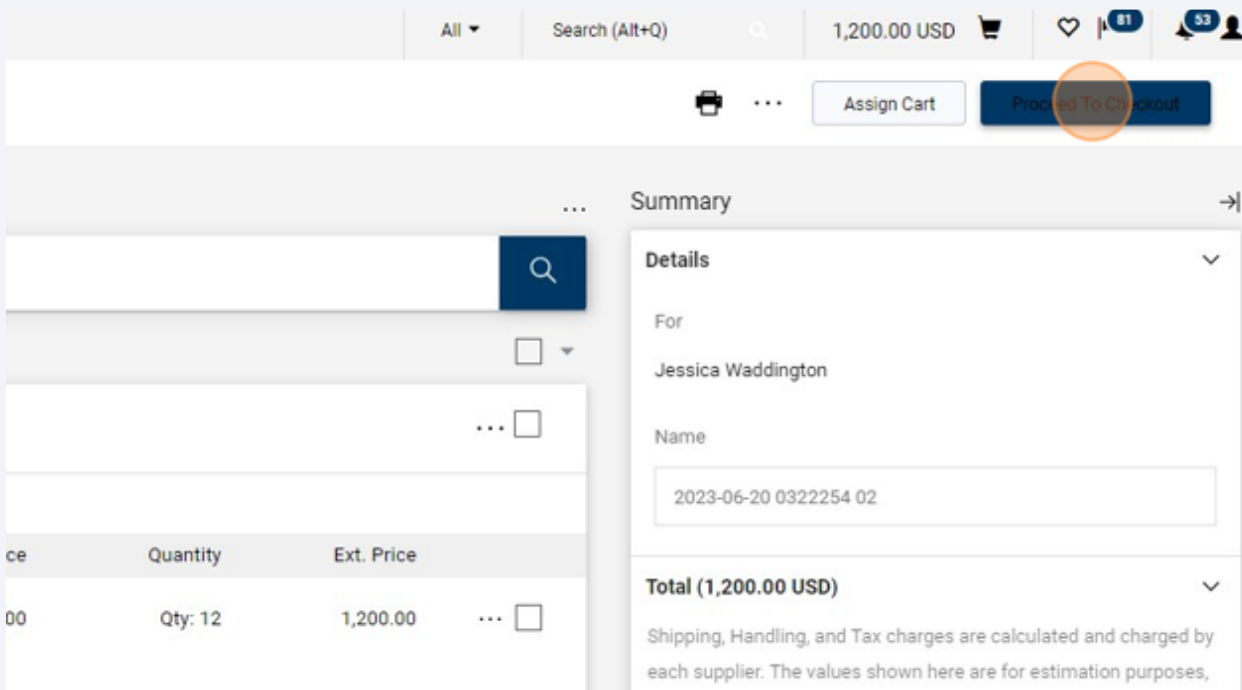 All
Search (Alt+Q)
1,200.00 USD
81
53
Assign Cart
Proceed To Checkout
Summary
Details
For
Jessica Waddington
Name
2023-06-20 0322254 02
ce Quantity Ext. Price
00 Qty: 12 1,200.00
Total (1,200.00 USD)
Shipping, Handling, and Tax charges are calculated and charged by
each supplier. The values shown here are for estimation purposes,